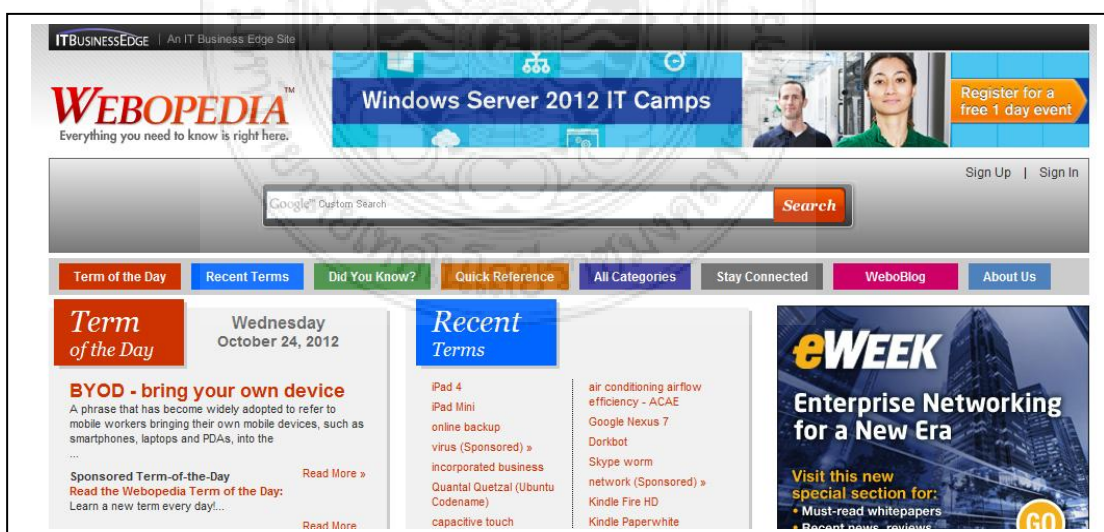 ITBUSINESSEDGE | An IT Business Edge Site
WEBOPEDIA™
Everything you need to know is right here.
Windows Server 2012 IT Camps
Register for a
free 1 day event
Sign Up | Sign In
Google™ Custom Search
Search
Term of the Day
Recent Terms
Did You Know?
Quick Reference
All Categories
Stay Connected
WeboBlog
About Us
Term
of the Day
Wednesday
October 24, 2012
BYOD - bring your own device
A phrase that has become widely adopted to refer to
mobile workers bringing their own mobile devices, such as
smartphones, laptops and PDAs, into the
...
Sponsored Term-of-the-Day
Read More »
Read the Webopedia Term of the Day:
Learn a new term every day!...
Read More
Recent
Terms
iPad 4
iPad Mini
online backup
virus (Sponsored) »
incorporated business
Quantal Quetzal (Ubuntu
Codename)
capacitive touch
air conditioning airflow
efficiency - ACAE
Google Nexus 7
Dorkbot
Skype worm
network (Sponsored) »
Kindle Fire HD
Kindle Paperwhite
eWEEK
Enterprise Networking
for a New Era
Visit this new
special section for:
• Must-read whitepapers
• Recent news, reviews
GO